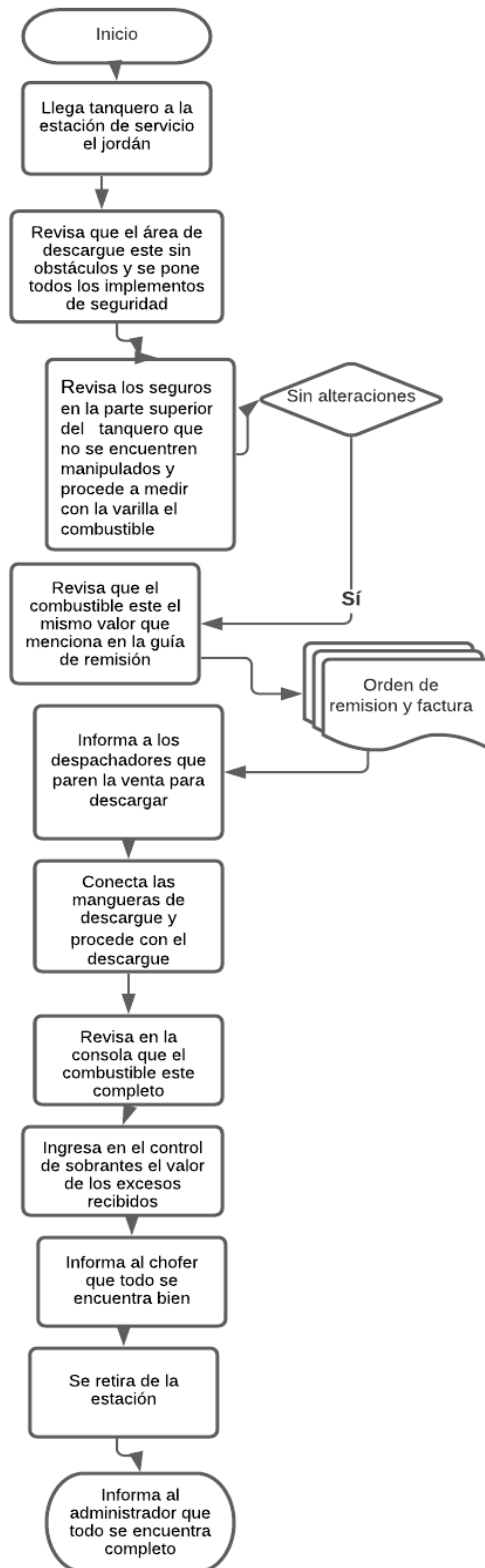 Inicio
Llega tanquero a la
estación de servicio
el jordán
Revisa que el área de
descargue este sin
obstáculos y se pone
todos los implementos
de seguridad
Revisa los seguros
en la parte superior
del tanquero que
no se encuentren
manipulados y
procede a medir
con la varilla el
combustible
Sin alteraciones
Sí
Revisa que el
combustible este el
mismo valor que
menciona en la guía
de remisión
Orden de
remision y factura
Informa a los
despachadores que
paren la venta para
descargar
Conecta las
mangueras de
descargue y
procede con el
descargue
Revisa en la
consola que el
combustible este
completo
Ingresa en el control
de sobrantes el valor
de los excesos
recibidos
Informa al chofer
que todo se
encuentra bien
Se retira de la
estación
Informa al
administrador que
todo se encuentra
completo